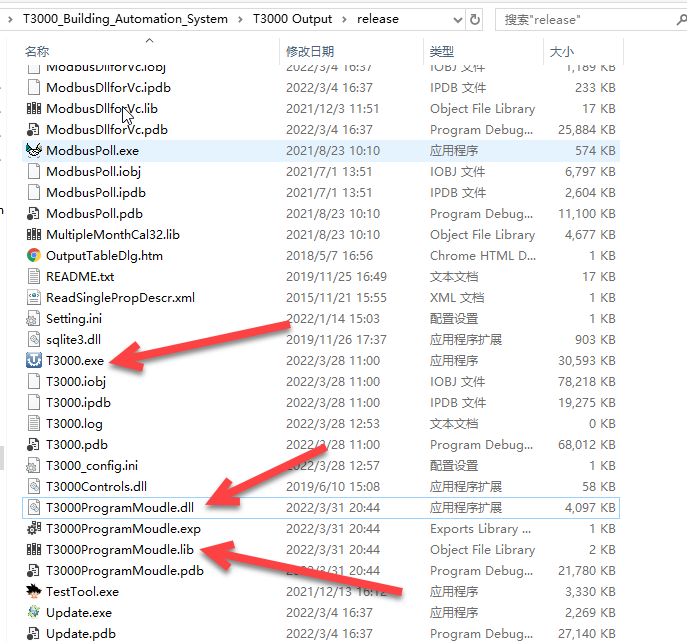 T3000_Building_Automation_System › T3000 Output › release 搜索"release"
名称 修改日期 类型 大小
ModbusDllforVc.iobj 2022/3/4 16:37 IOBJ 文件 1,189 KB
ModbusDllforVc.ipdb 2022/3/4 16:37 IPDB 文件 233 KB
ModbusDllforVc.lib 2021/12/3 11:51 Object File Library 17 KB
ModbusDllforVc.pdb 2022/3/4 16:37 Program Debug... 25,884 KB
ModbusPoll.exe 2021/8/23 10:10 应用程序 574 KB
ModbusPoll.iobj 2021/7/1 13:51 IOBJ 文件 6,797 KB
ModbusPoll.ipdb 2021/7/1 13:51 IPDB 文件 2,604 KB
ModbusPoll.pdb 2021/8/23 10:10 Program Debug... 11,100 KB
MultipleMonthCal32.lib 2021/8/23 10:10 Object File Library 4,677 KB
OutputTableDlg.htm 2018/5/7 16:56 Chrome HTML D... 1 KB
README.txt 2019/11/25 16:49 文本文档 17 KB
ReadSinglePropDescr.xml 2015/11/21 15:55 XML 文档 1 KB
Setting.ini 2022/1/14 15:03 配置设置 1 KB
sqlite3.dll 2019/11/26 17:37 应用程序扩展 903 KB
T3000.exe 2022/3/28 11:00 应用程序 30,593 KB
T3000.iobj 2022/3/28 11:00 IOBJ 文件 78,218 KB
T3000.ipdb 2022/3/28 11:00 IPDB 文件 19,275 KB
T3000.log 2022/3/28 12:53 文本文档 0 KB
T3000.pdb 2022/3/28 11:00 Program Debug... 68,012 KB
T3000_config.ini 2022/3/28 12:57 配置设置 1 KB
T3000Controls.dll 2019/6/10 15:08 应用程序扩展 58 KB
T3000ProgramMoudle.dll 2022/3/31 20:44 应用程序扩展 4,097 KB
T3000ProgramMoudle.exp 2022/3/31 20:44 Exports Library ... 1 KB
T3000ProgramMoudle.lib 2022/3/31 20:44 Object File Library 2 KB
T3000ProgramMoudle.pdb 2022/3/31 20:44 Program Debug... 21,780 KB
TestTool.exe 2021/12/13 16:12 应用程序 3,330 KB
Update.exe 2022/3/4 16:37 应用程序 2,269 KB
Update.pdb 2022/3/4 16:37 Program Debug... 27,140 KB